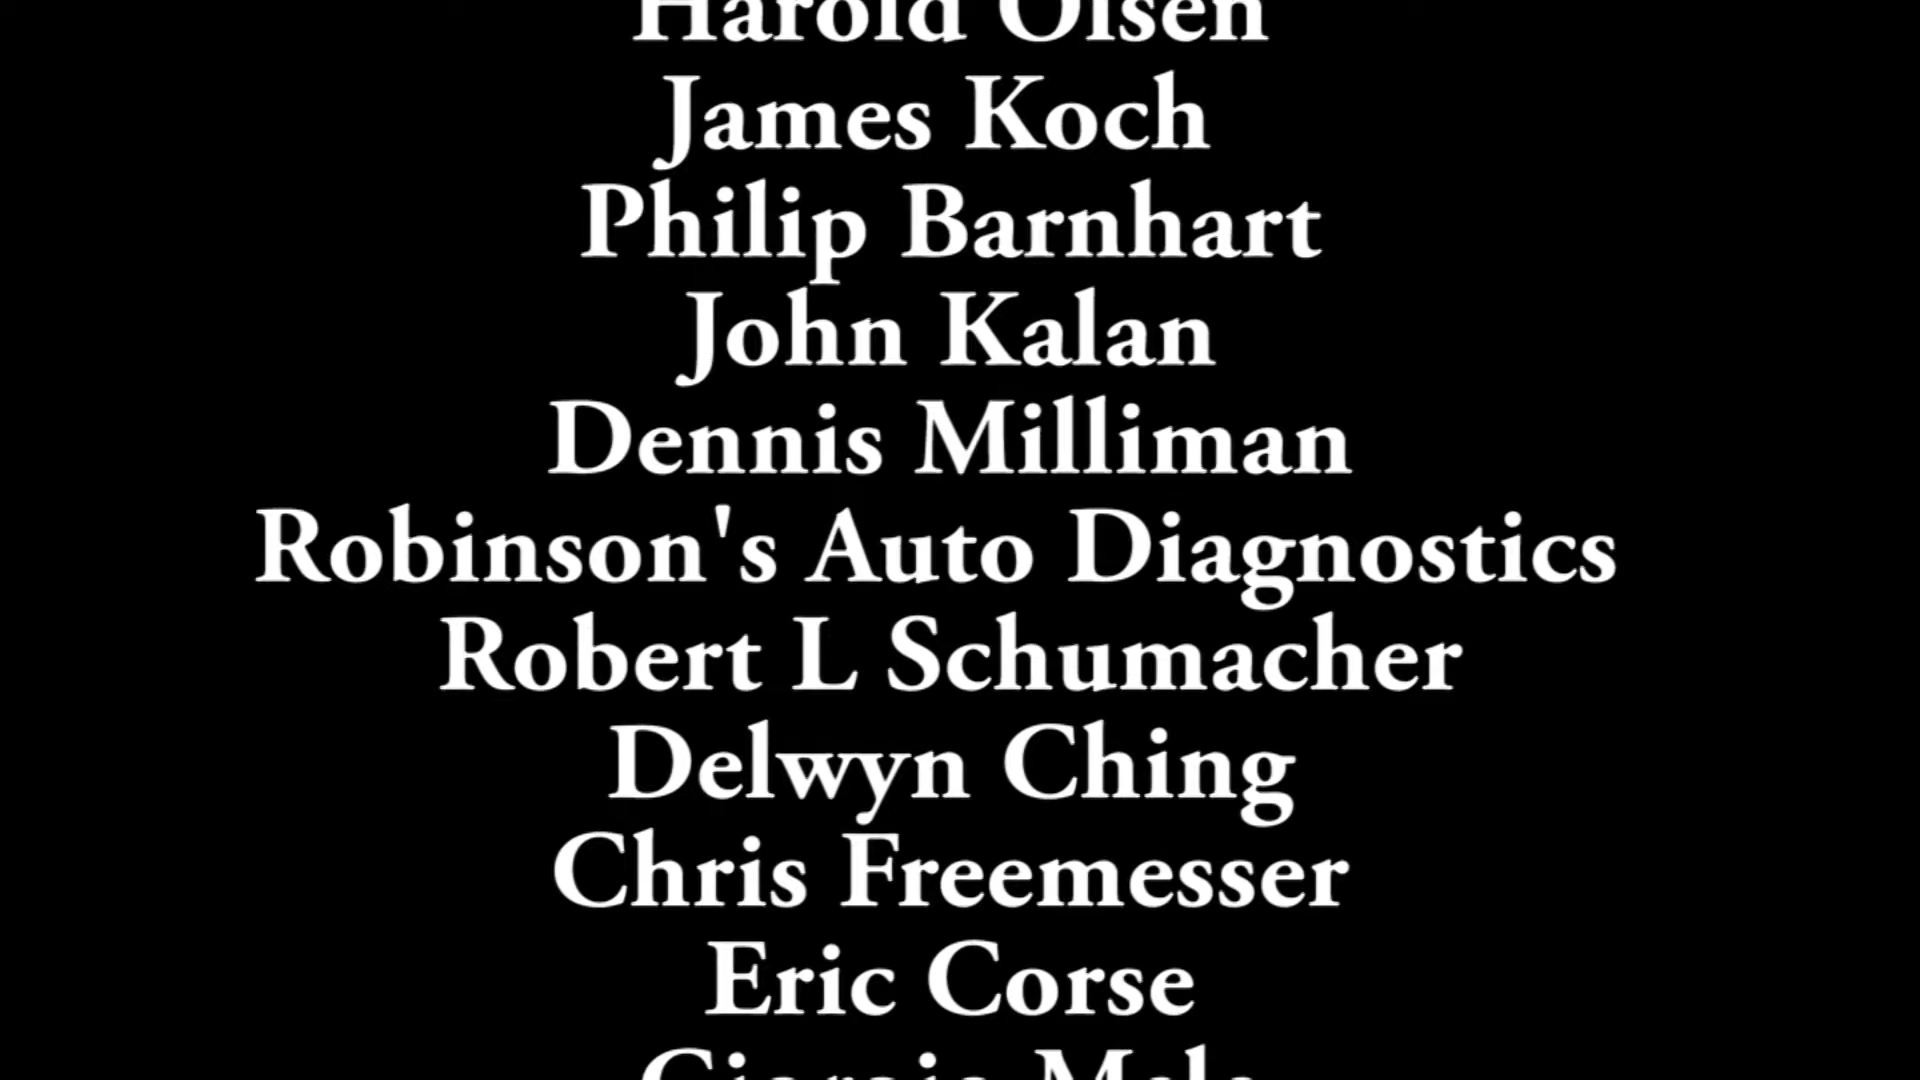 Harold Olsen
James Koch
Philip Barnhart
John Kalan
Dennis Milliman
Robinson's Auto Diagnostics
Robert L Schumacher
Delwyn Ching
Chris Freemesser
Eric Corse